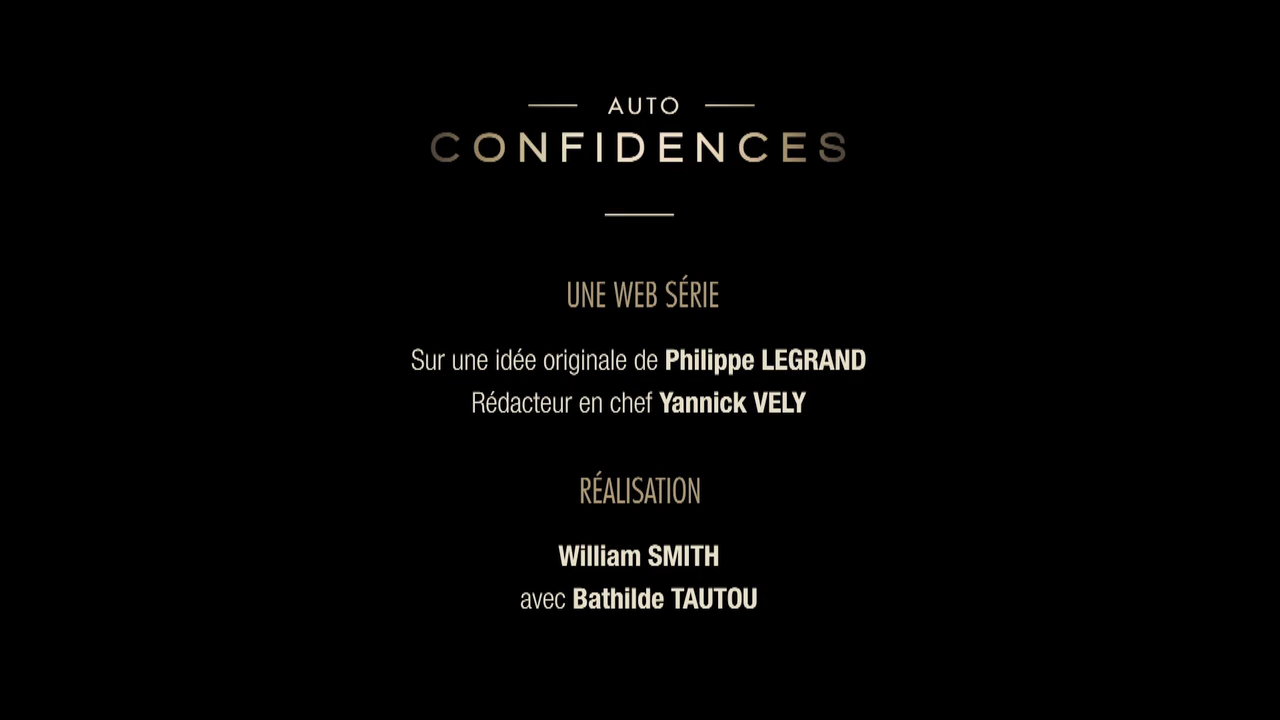 AUTO
CONFIDENCES
UNE WEB SÉRIE
Sur une idée originale de Philippe LEGRAND
Rédacteur en chef Yannick VELY
RÉALISATION
William SMITH
avec Bathilde TAUTOU